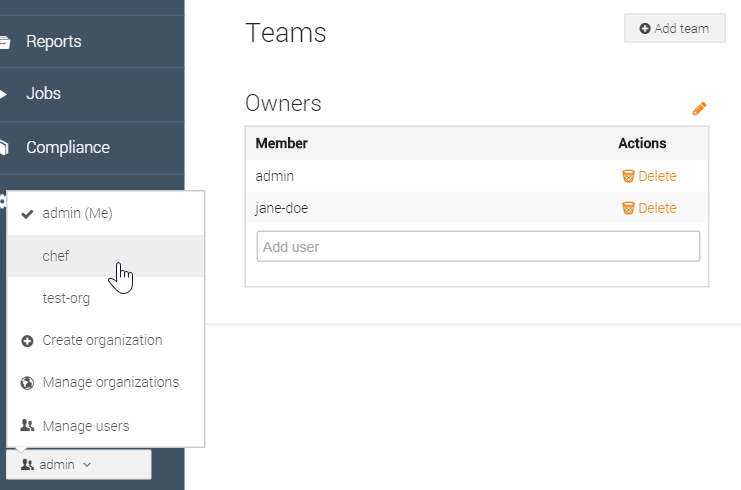 Reports
Jobs
Compliance
admin (Me)
chef
test-org
Create organization
Manage organizations
Manage users
admin
Teams
Add team
Owners
Member Actions
admin Delete
jane-doe Delete
Add user